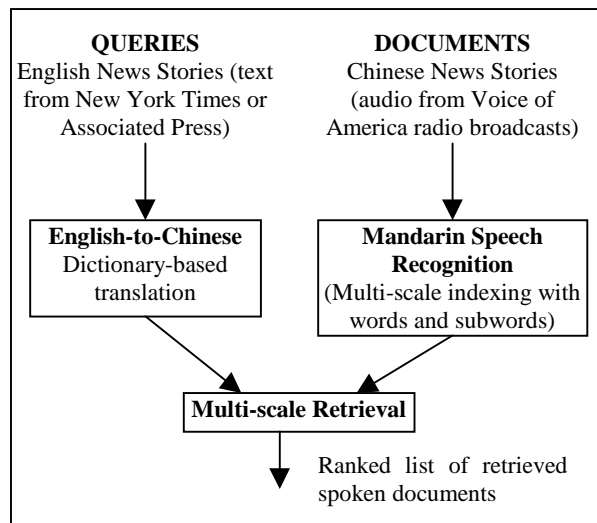 QUERIES
English News Stories (text
from New York Times or
Associated Press)
DOCUMENTS
Chinese News Stories
(audio from Voice of
America radio broadcasts)
English-to-Chinese
Dictionary-based
translation
Mandarin Speech
Recognition
(Multi-scale indexing with
words and subwords)
Multi-scale Retrieval
Ranked list of retrieved
spoken documents